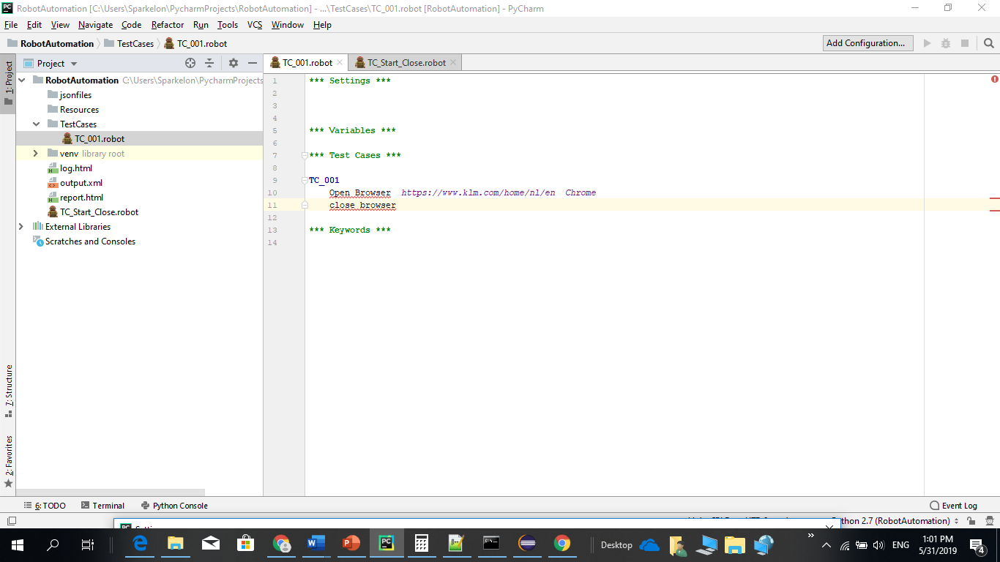 RobotAutomation [C:\Users\Sparkelon\PycharmProjects\RobotAutomation] - ...\TestCases\TC_001.robot [RobotAutomation] - PyCharm
File Edit View Navigate Code Refactor Run Tools VCS Window Help
RobotAutomation TestCases TC_001.robot Add Configuration...
1: Project
Project
RobotAutomation C:\Users\Sparkelon\PycharmProjects
jsonfiles
Resources
TestCases
TC_001.robot
venv library root
log.html
output.xml
report.html
TC_Start_Close.robot
External Libraries
Scratches and Consoles
7: Structure
2: Favorites
TC_001.robot TC_Start_Close.robot
1 *** Settings ***
2
3
4
5 *** Variables ***
6
7 *** Test Cases ***
8
9 TC_001
10 Open Browser https://www.klm.com/home/nl/en Chrome
11 close browser
12
13 *** Keywords ***
14
6: TODO Terminal Python Console Event Log
thon 2.7 (RobotAutomation)
Desktop ENG
1:01 PM
5/31/2019
4